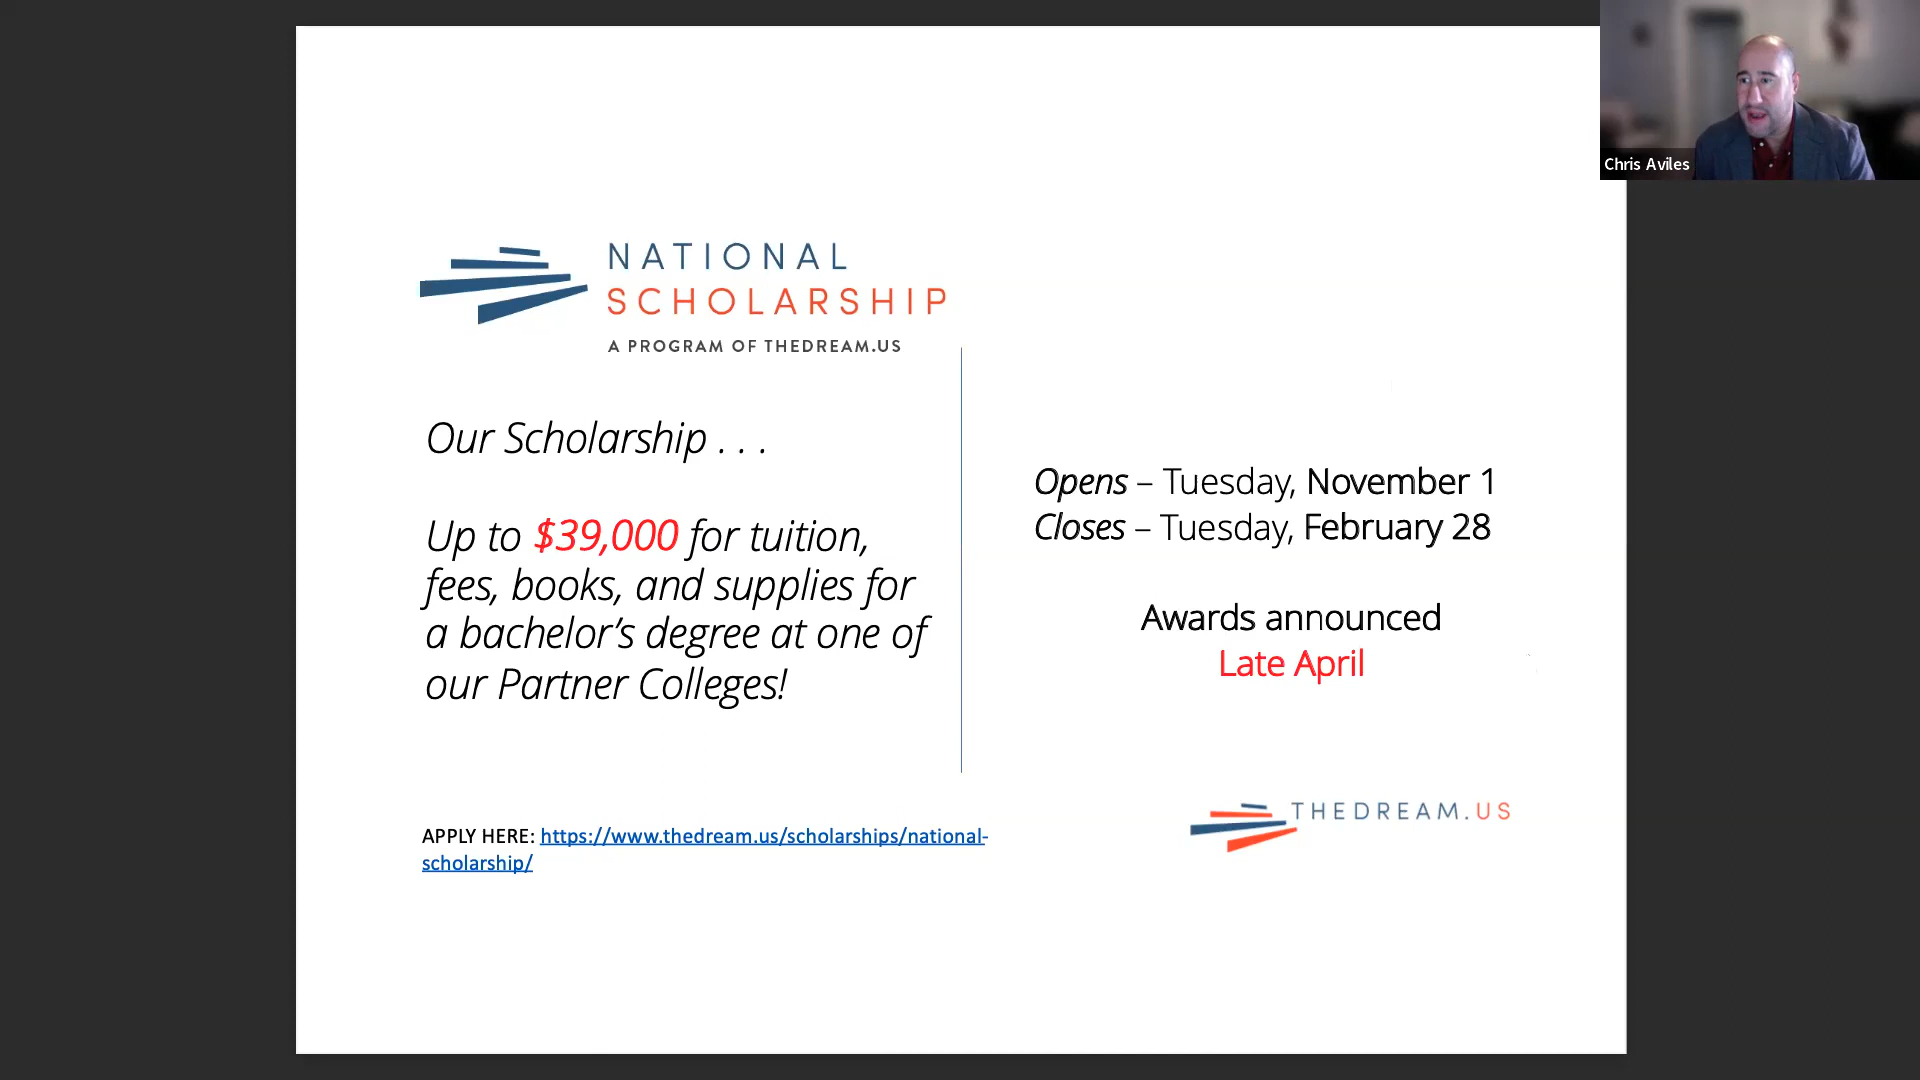 Chris Aviles
NATIONAL
SCHOLARSHIP
A PROGRAM OF THEDREAM.US
Our Scholarship . . .
Up to $39,000 for tuition,
fees, books, and supplies for
a bachelor’s degree at one of
our Partner Colleges!
APPLY HERE: https://www.thedream.us/scholarships/national-
scholarship/
Opens – Tuesday, November 1
Closes – Tuesday, February 28
Awards announced
Late April
THEDREAM.US